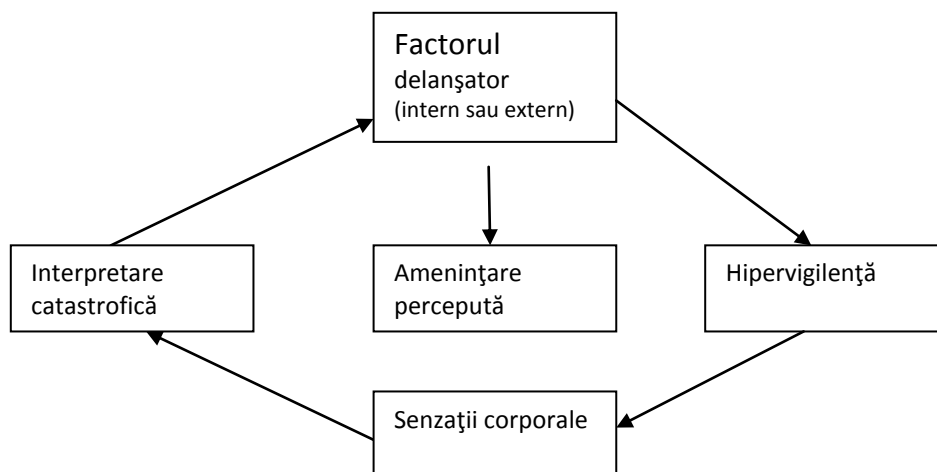 Factorul
delanşator
(intern sau extern)
Interpretare
catastrofică
Ameninţare
percepută
Hipervigilenţă
Senzaţii corporale